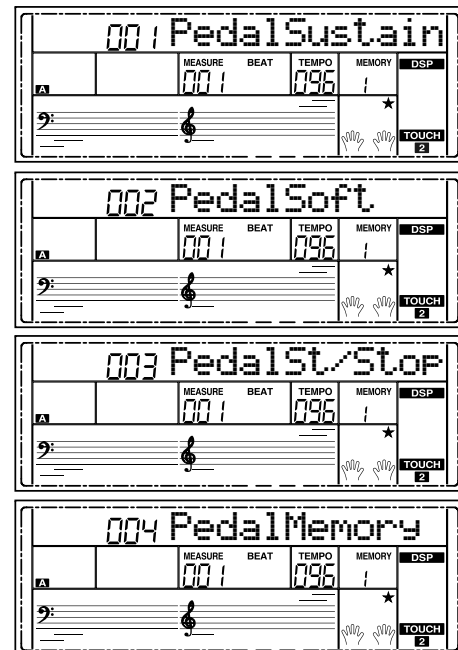 001 PedalSustain
MEASURE BEAT TEMPO MEMORY DSP
001 096 1
A
TOUCH
2
002 PedalSoft
MEASURE BEAT TEMPO MEMORY DSP
001 096 1
A
TOUCH
2
003 PedalSt/Stop
MEASURE BEAT TEMPO MEMORY DSP
001 096 1
A
TOUCH
2
004 PedalMemory
MEASURE BEAT TEMPO MEMORY DSP
001 096 1
A
TOUCH
2